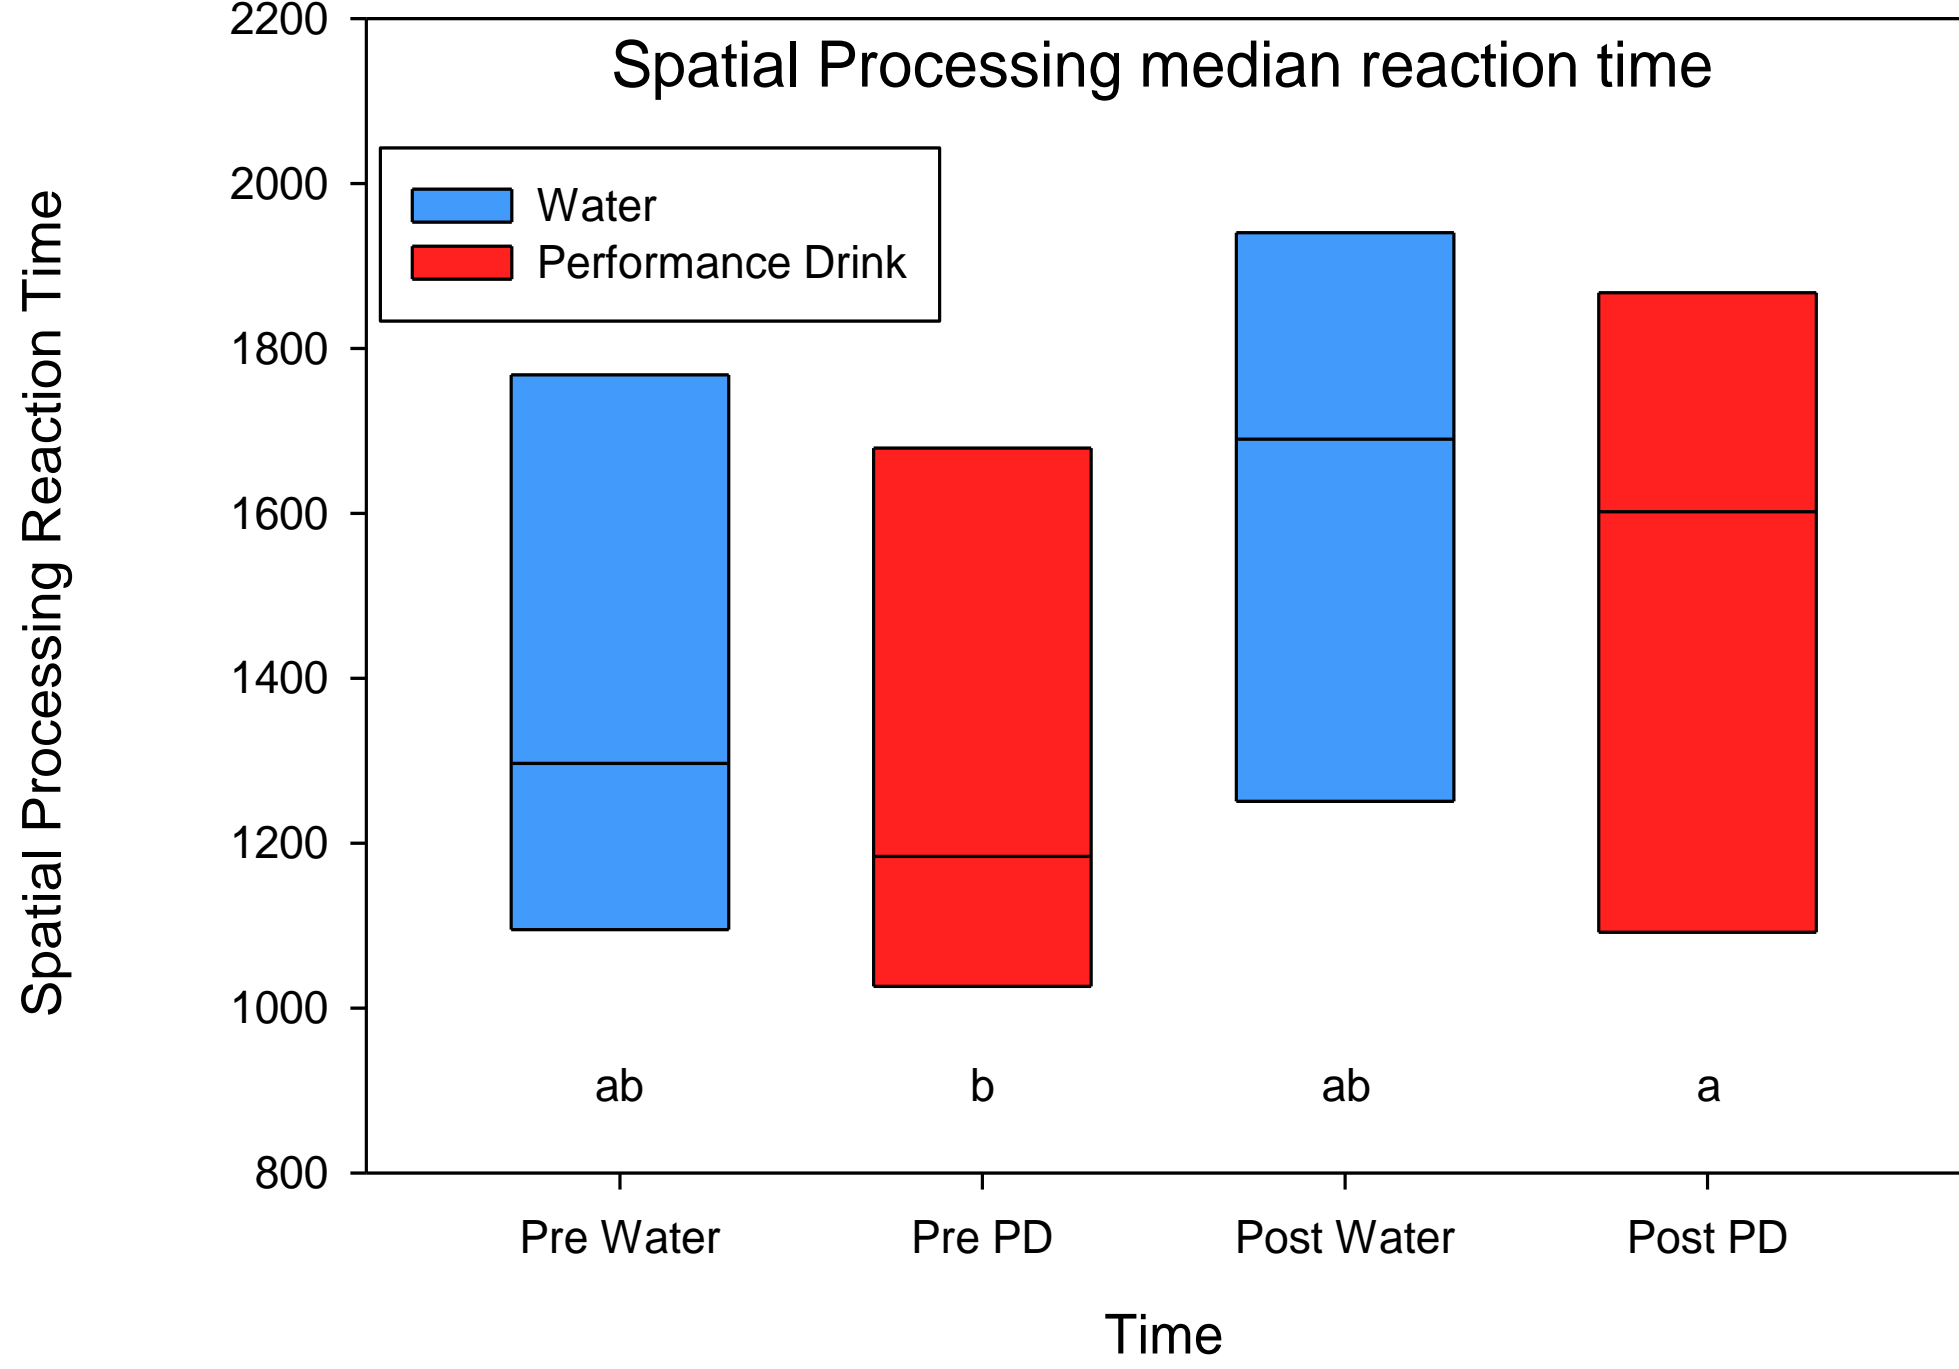 Spatial Processing median reaction time
Water
Performance Drink
Spatial Processing Reaction Time
2200
2000
1800
1600
1400
1200
1000
800
ab
b
ab
a
Pre Water
Pre PD
Post Water
Post PD
Time